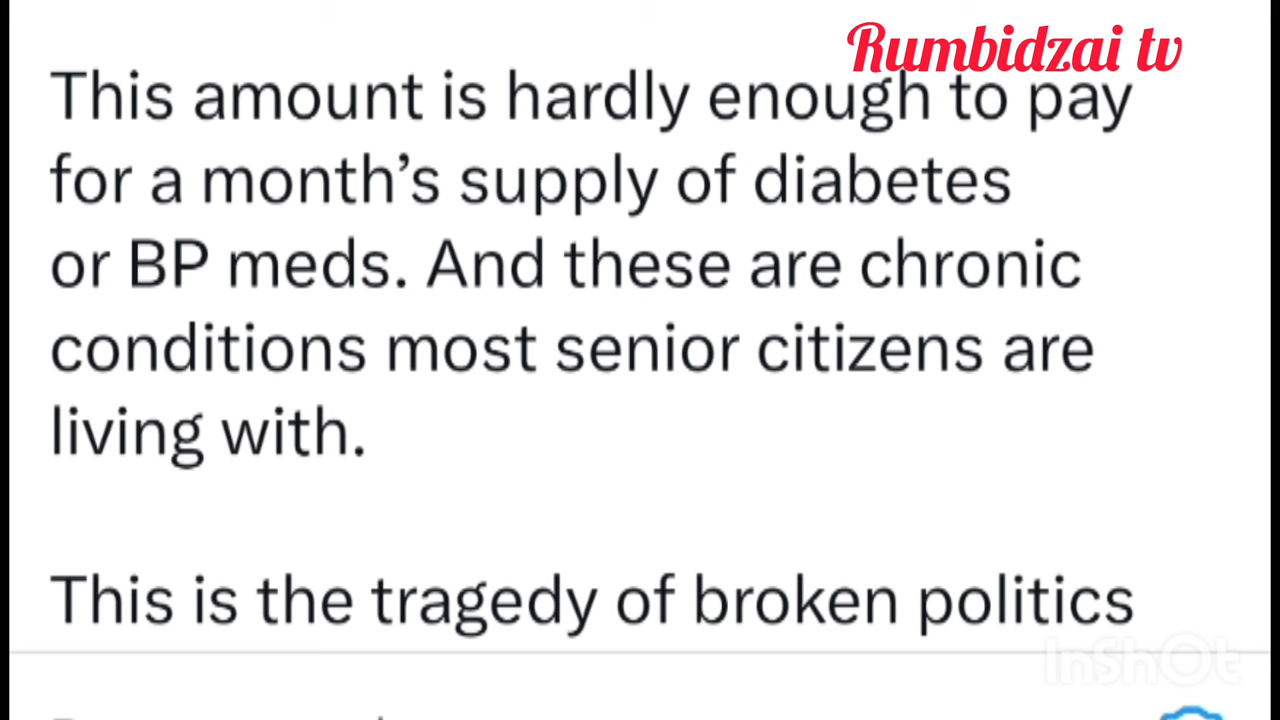 Rumbidzai tv
This amount is hardly enough to pay
for a month’s supply of diabetes
or BP meds. And these are chronic
conditions most senior citizens are
living with.
This is the tragedy of broken politics
InShOt